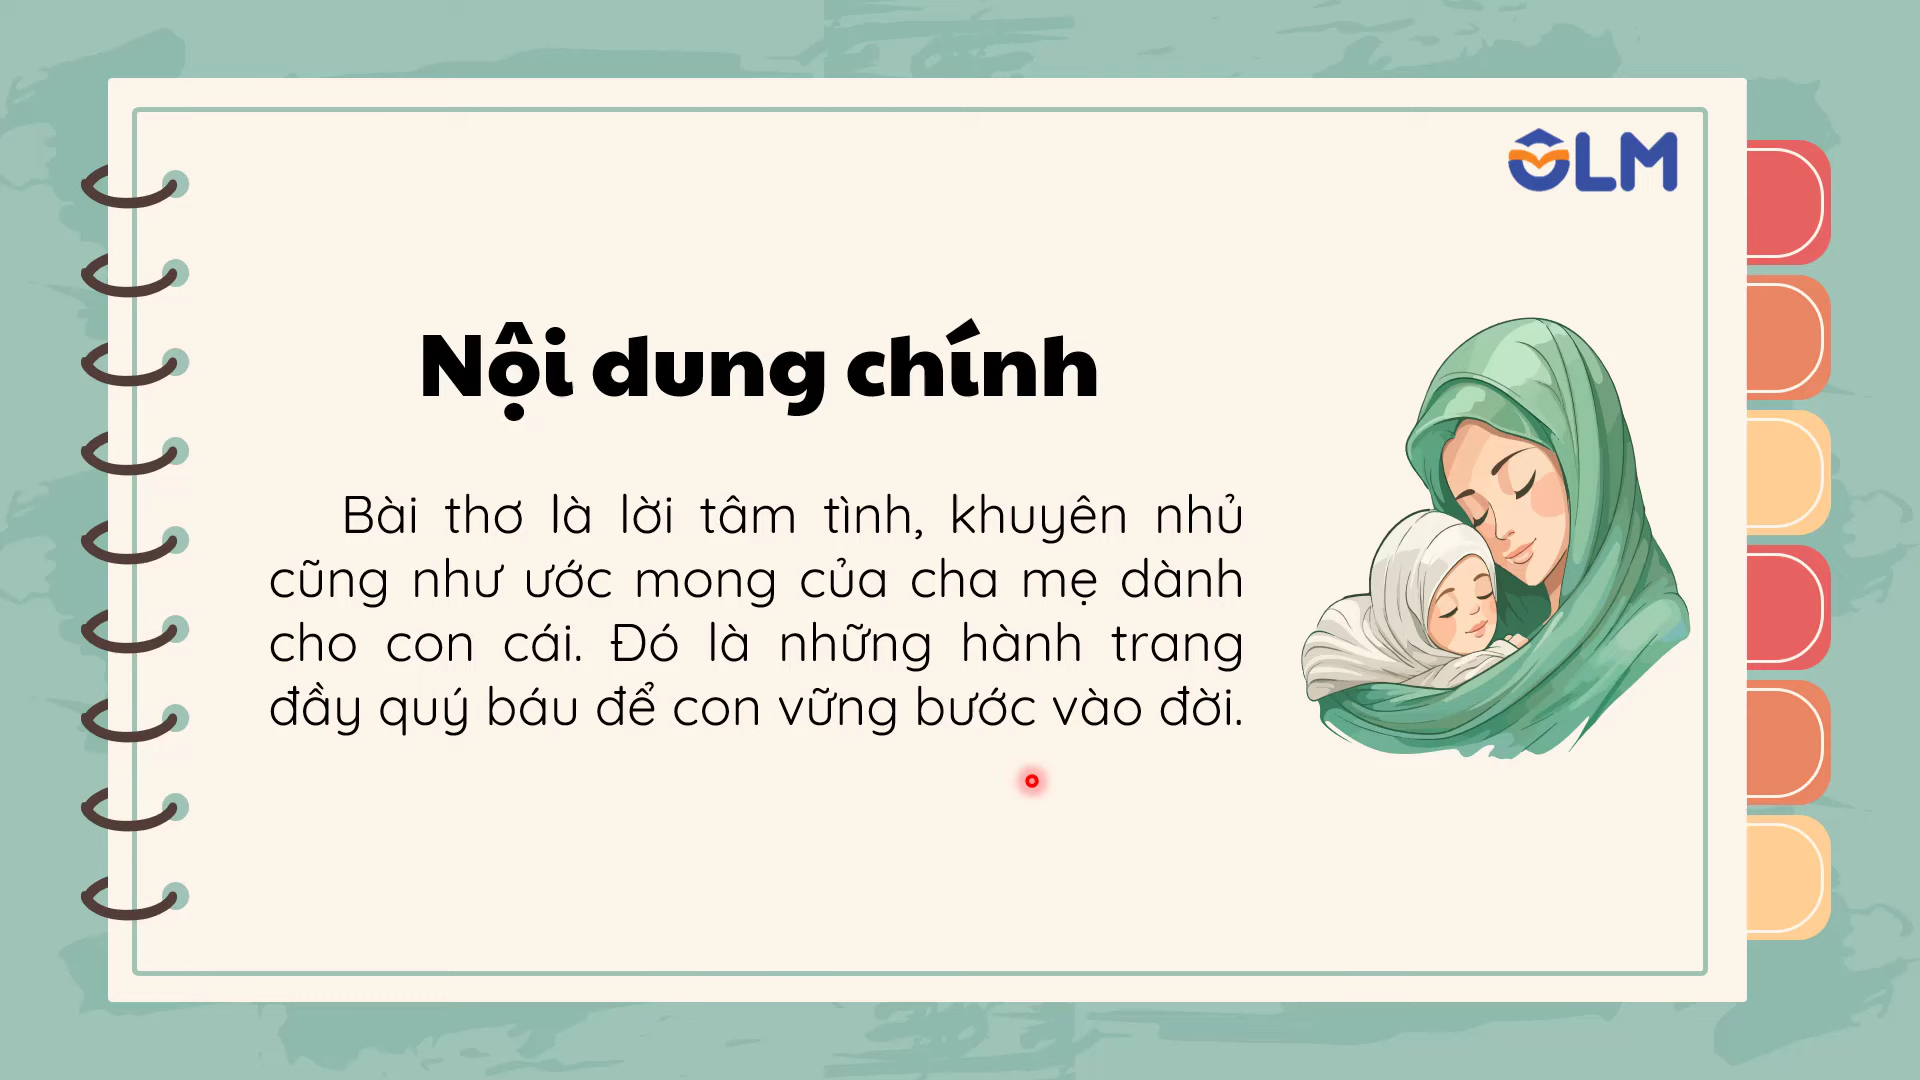 OLM
Nội dung chính
Bài thơ là lời tâm tình, khuyên nhủ
cũng như ước mong của cha mẹ dành
cho con cái. Đó là những hành trang
đầy quý báu để con vững bước vào đời.